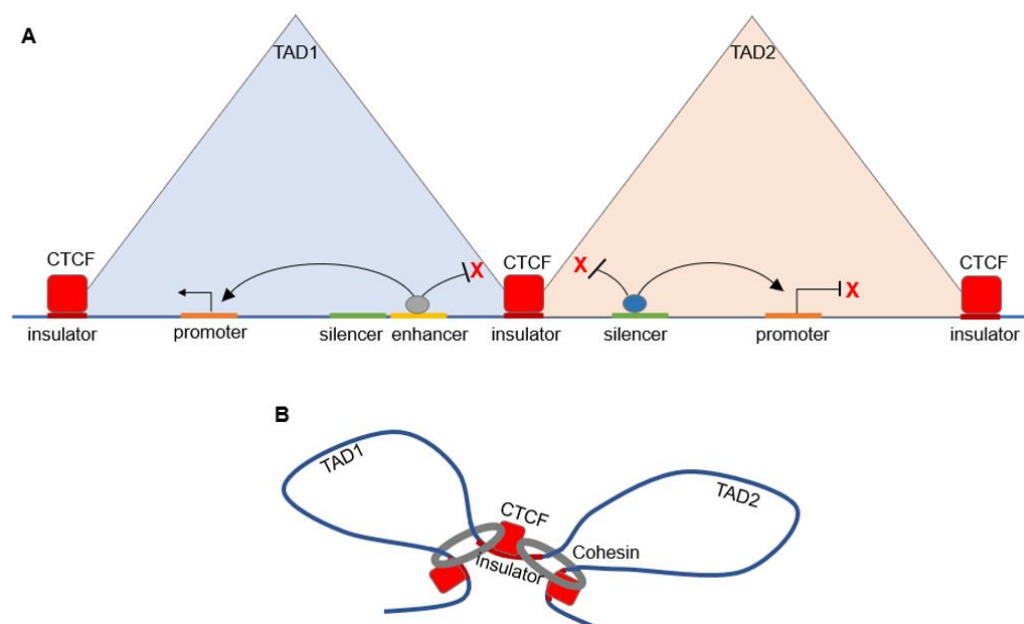 A
TAD1
TAD2
CTCF
CTCF
CTCF
X
X
X
insulator
promoter
silencer
enhancer
insulator
silencer
promoter
insulator
B
TAD1
TAD2
CTCF
Cohesin
insulator